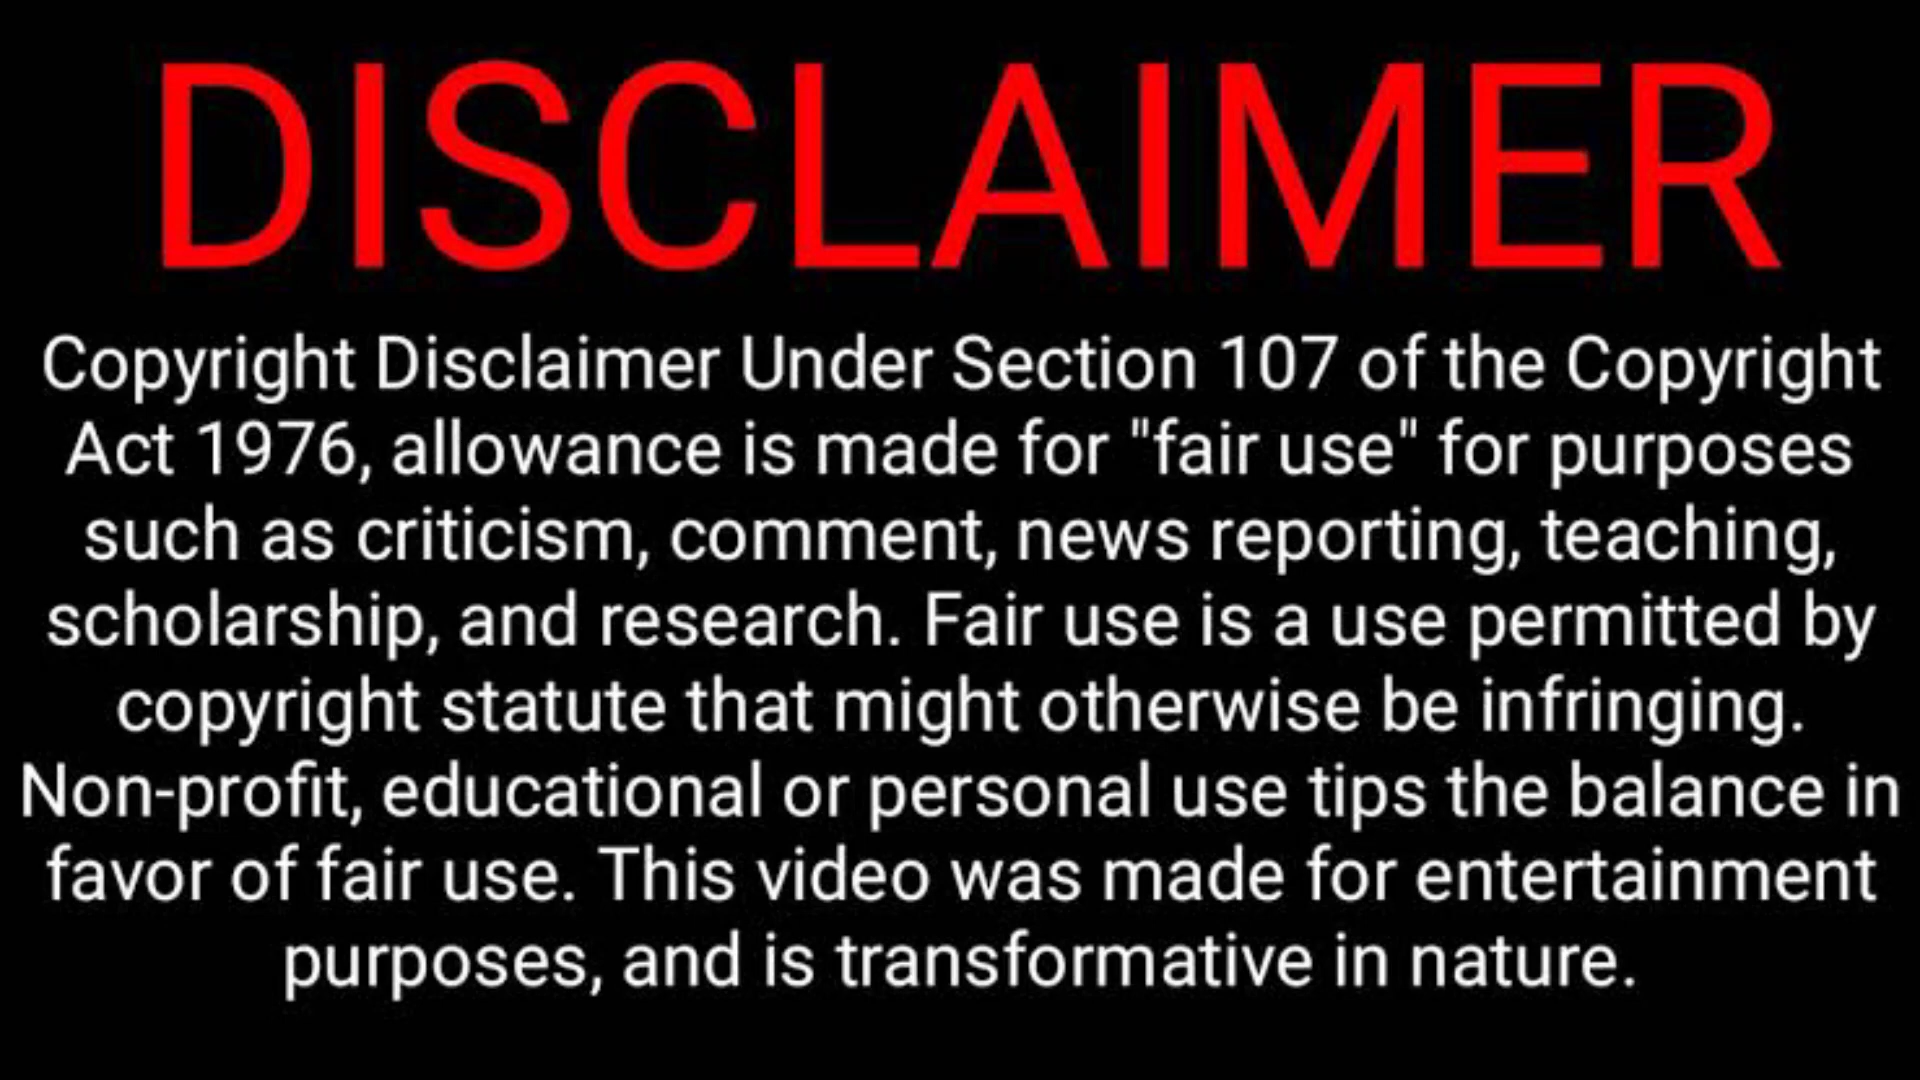 DISCLAIMER
Copyright Disclaimer Under Section 107 of the Copyright
Act 1976, allowance is made for "fair use" for purposes
such as criticism, comment, news reporting, teaching,
scholarship, and research. Fair use is a use permitted by
copyright statute that might otherwise be infringing.
Non-profit, educational or personal use tips the balance in
favor of fair use. This video was made for entertainment
purposes, and is transformative in nature.